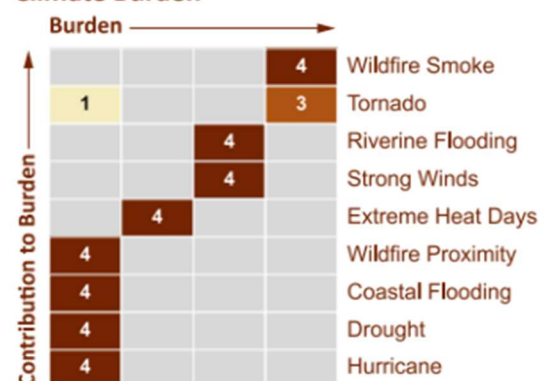 Burden
4 Wildfire Smoke
1 3 Tornado
4 Riverine Flooding
4 Strong Winds
4 Extreme Heat Days
4 Wildfire Proximity
4 Coastal Flooding
4 Drought
4 Hurricane
Contribution to Burden